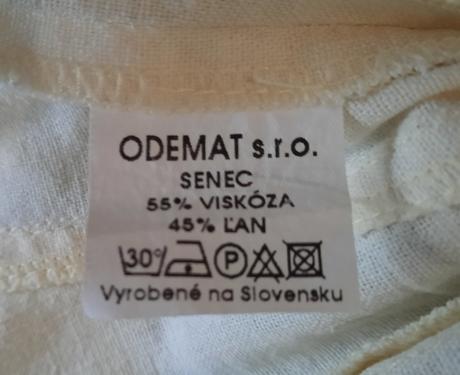 ODEMAT s.r.o.
SENEC
55% VISKÓZA
45% ĽAN
30° P
Vyrobené na Slovensku